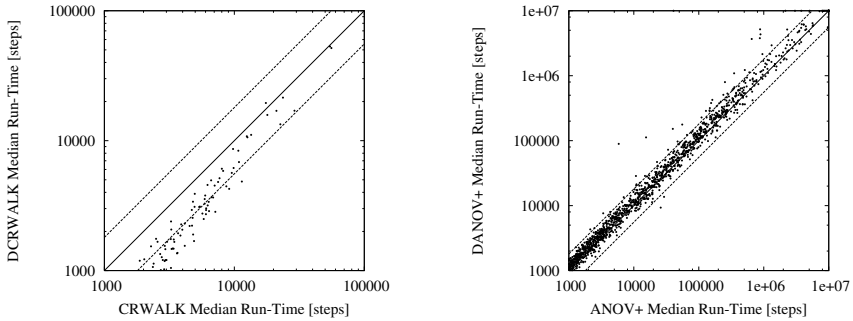 100000
10000
1000
1000
10000
100000
DCRWALK Median Run-Time [steps]
CRWALK Median Run-Time [steps]
1e+07
1e+06
100000
10000
1000
1000
10000
100000
1e+06
1e+07
DANOV+ Median Run-Time [steps]
ANOV+ Median Run-Time [steps]